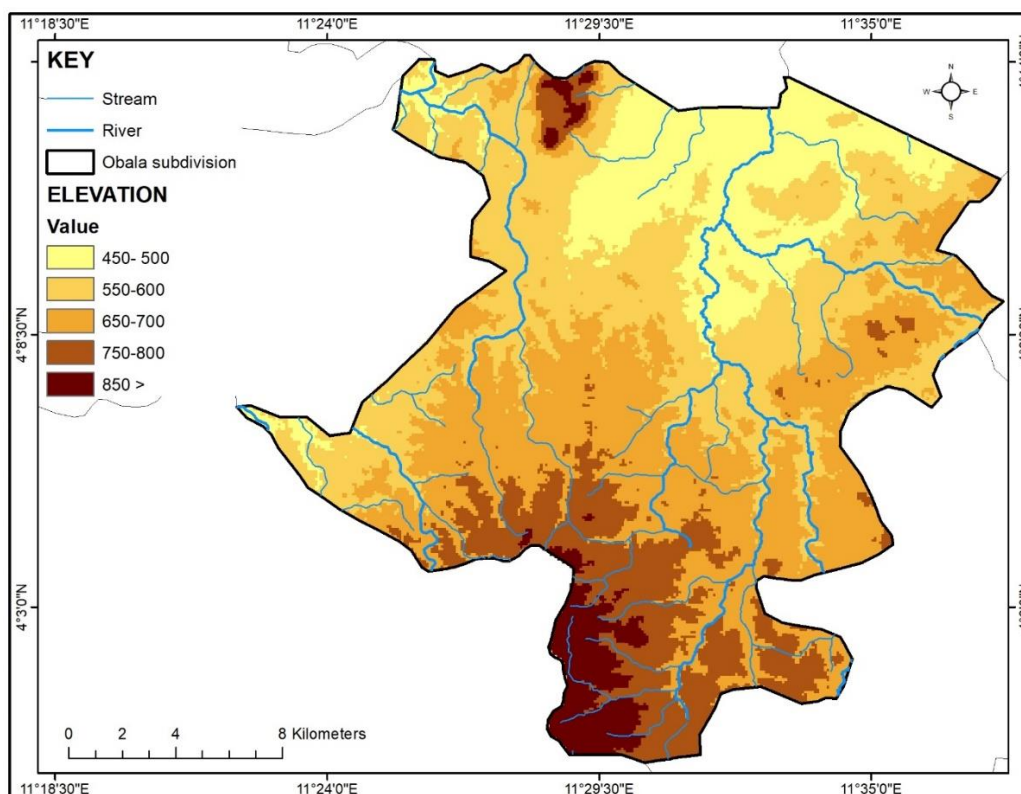 11°18'30"E 11°24'0"E 11°29'30"E 11°35'0"E
KEY
Stream
River
Obala subdivision
ELEVATION
Value
450- 500
550-600
650-700
750-800
850 >
N
W E
S
4°8'30"N
4°3'0"N
0 2 4 8 Kilometers
11°18'30"E 11°24'0"E 11°29'30"E 11°35'0"E